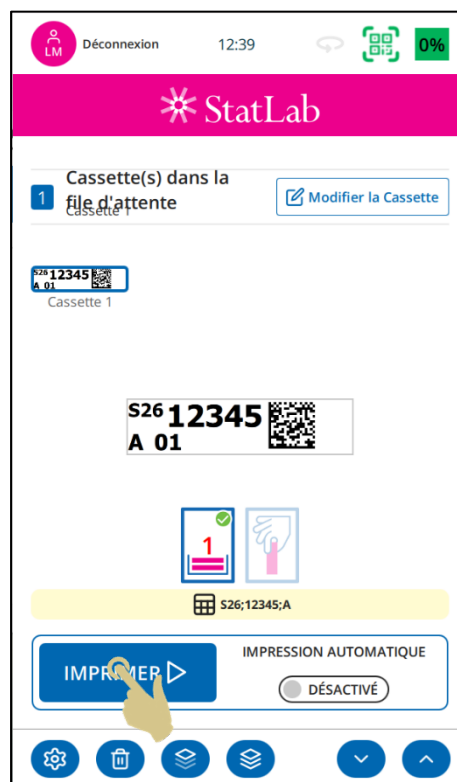 LM Déconnexion 12:39 0%
StatLab
1 Cassette(s) dans la
file d'attente
Cassette 1
Modifier la Cassette
S26 12345
A 01
Cassette 1
S26 12345
A 01
1
S26;12345;A
IMPRIMER
IMPRESSION AUTOMATIQUE
DÉSACTIVÉ